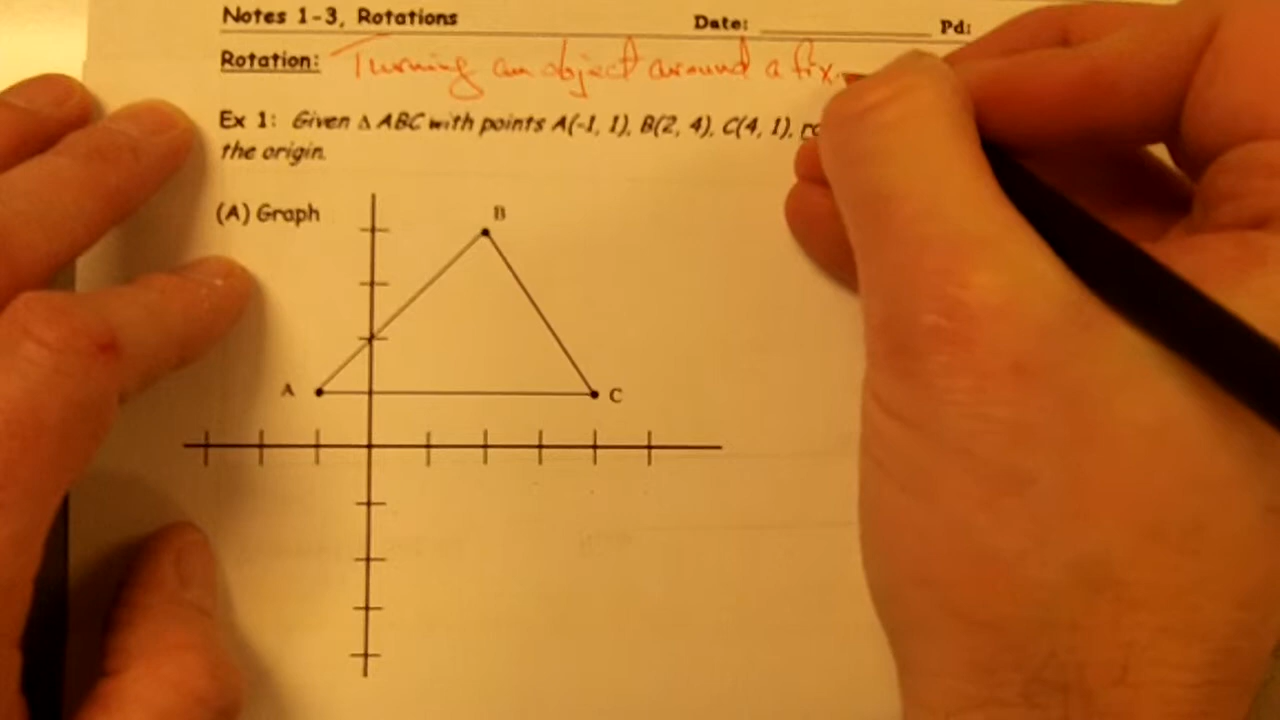 Notes 1-3, Rotations Date: __________ Pd:
Rotation: Turning an object around a fix
Ex 1: Given Δ ABC with points A(-1, 1), B(2, 4), C(4, 1),
the origin.
(A) Graph
B
A
C